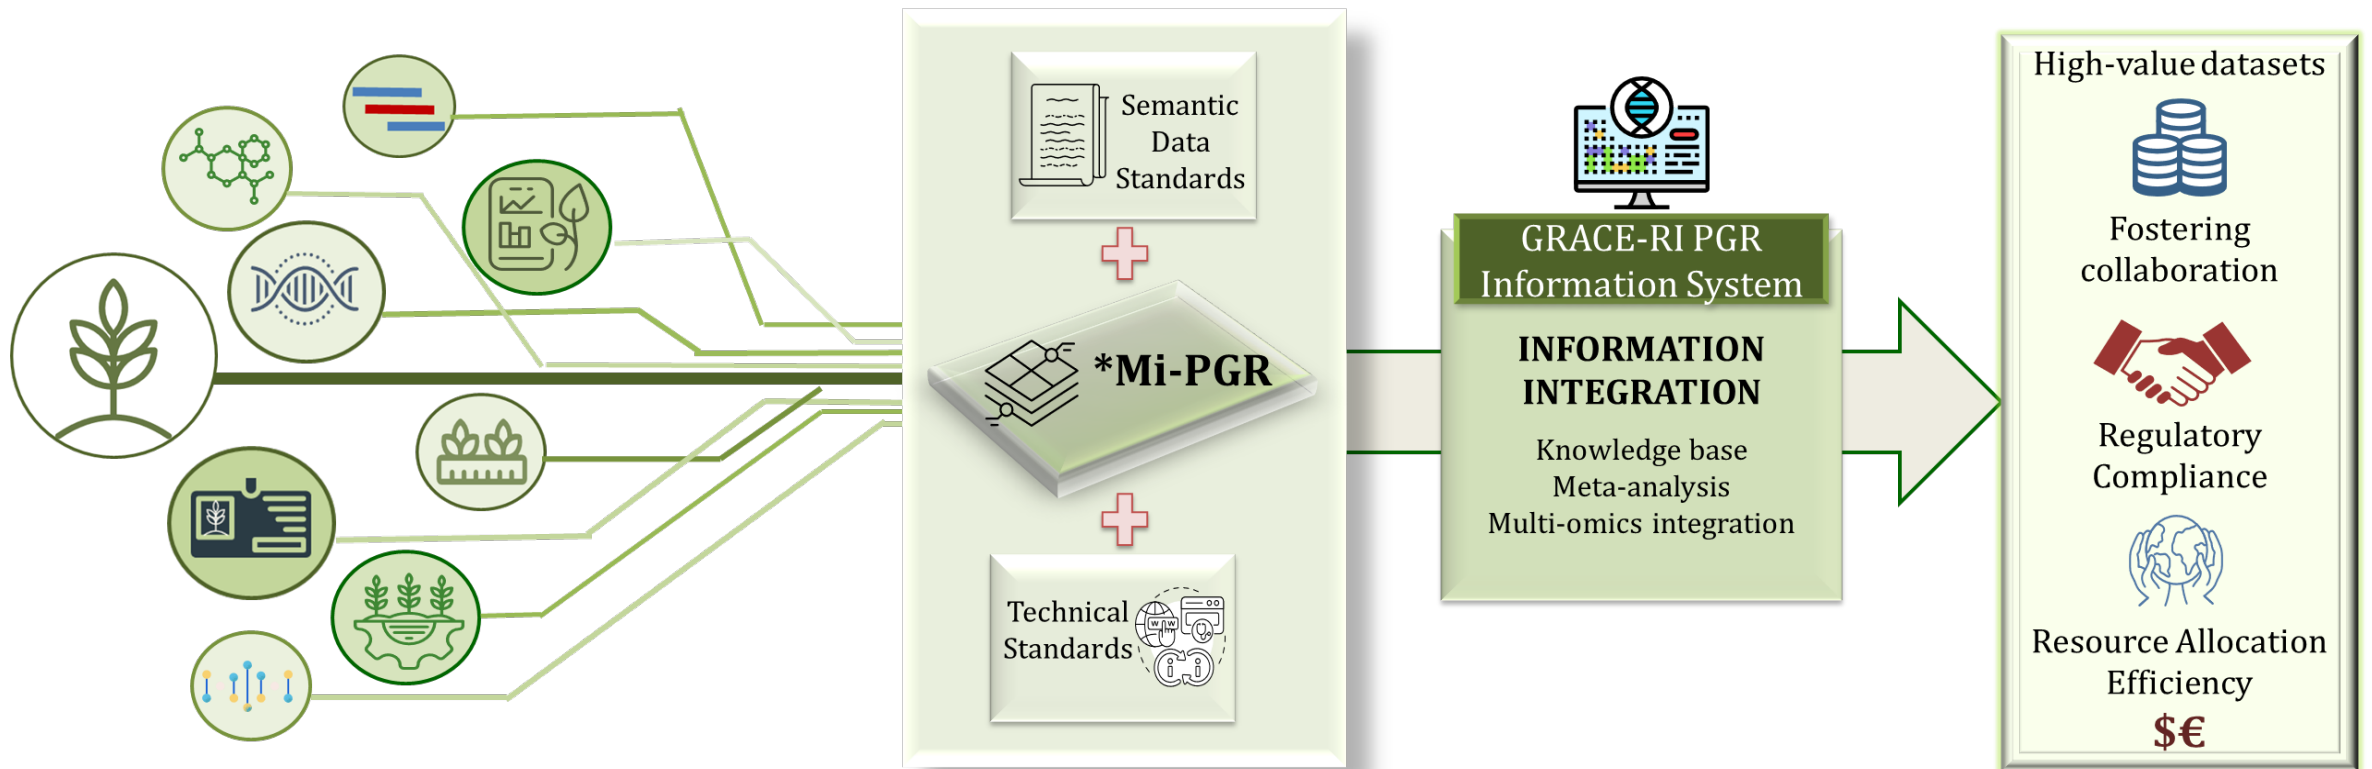 Semantic
Data
Standards
*Mi-PGR
Technical
Standards
GRACE-RI PGR
Information System
INFORMATION
INTEGRATION
Knowledge base
Meta-analysis
Multi-omics integration
High-value datasets
Fostering
collaboration
Regulatory
Compliance
Resource Allocation
Efficiency
$€